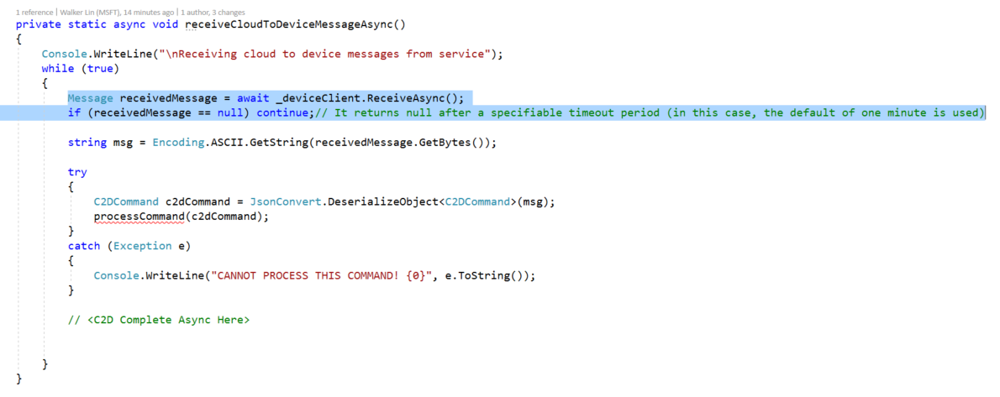 1 reference | Walker Lin (MSFT), 14 minutes ago | 1 author, 3 changes
private static async void receiveCloudToDeviceMessageAsync()
{
Console.WriteLine("\nReceiving cloud to device messages from service");
while (true)
{
Message receivedMessage = await _deviceClient.ReceiveAsync();
if (receivedMessage == null) continue;// It returns null after a specifiable timeout period (in this case, the default of one minute is used)
string msg = Encoding.ASCII.GetString(receivedMessage.GetBytes());
try
{
C2DCommand c2dCommand = JsonConvert.DeserializeObject<C2DCommand>(msg);
processCommand(c2dCommand);
}
catch (Exception e)
{
Console.WriteLine("CANNOT PROCESS THIS COMMAND! {0}", e.ToString());
}
// <C2D Complete Async Here>
}
}